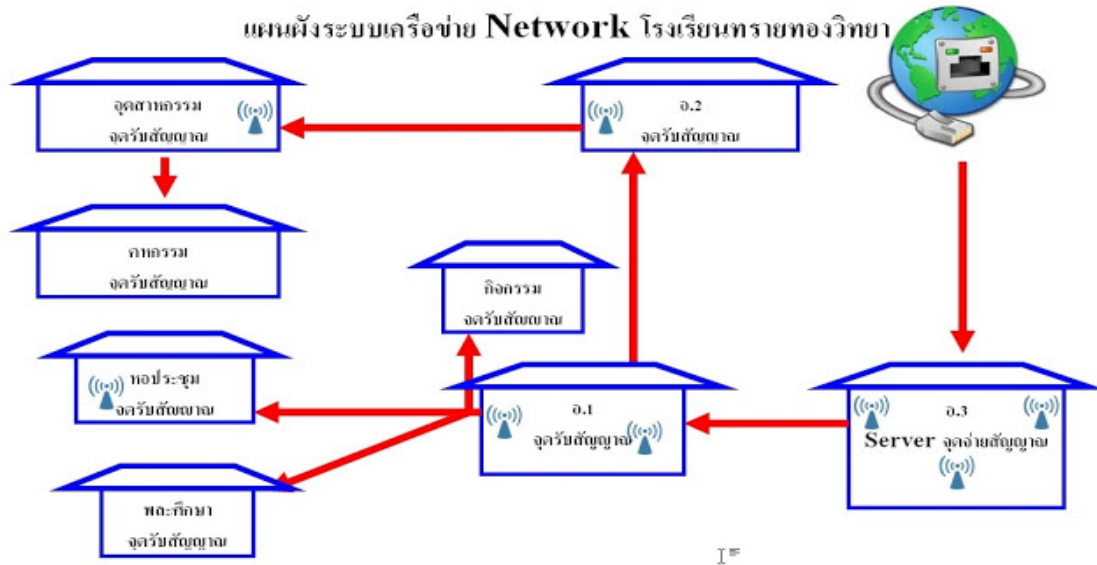 แผนผังระบบเครือข่าย Network โรงเรียนทรายทองวิทยา
อุตสาหกรรม
จุดรับสัญญาณ
อ.2
จุดรับสัญญาณ
คหกรรม
จุดรับสัญญาณ
กิจกรรม
จุดรับสัญญาณ
หอประชุม
จุดรับสัญญาณ
อ.1
จุดรับสัญญาณ
อ.3
Server จุดจ่ายสัญญาณ
พละศึกษา
จุดรับสัญญาณ